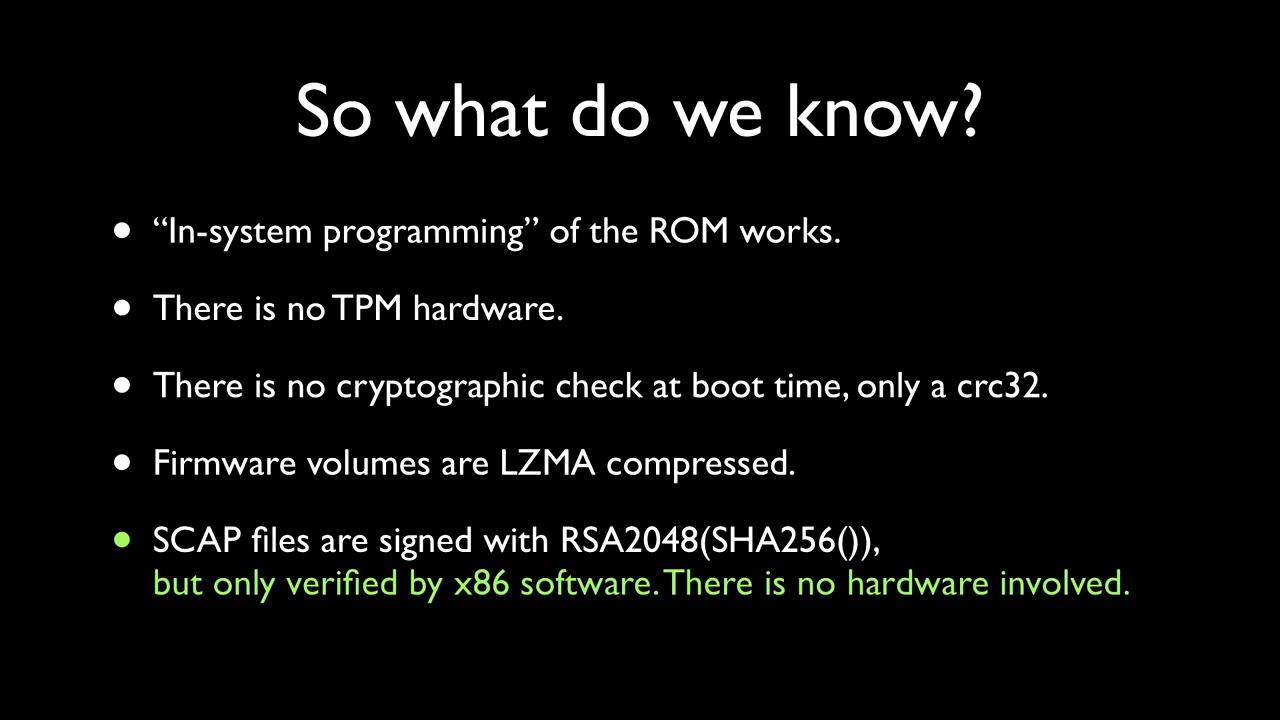 So what do we know?
• “In-system programming” of the ROM works.
• There is no TPM hardware.
• There is no cryptographic check at boot time, only a crc32.
• Firmware volumes are LZMA compressed.
• SCAP files are signed with RSA2048(SHA256()),
but only verified by x86 software. There is no hardware involved.